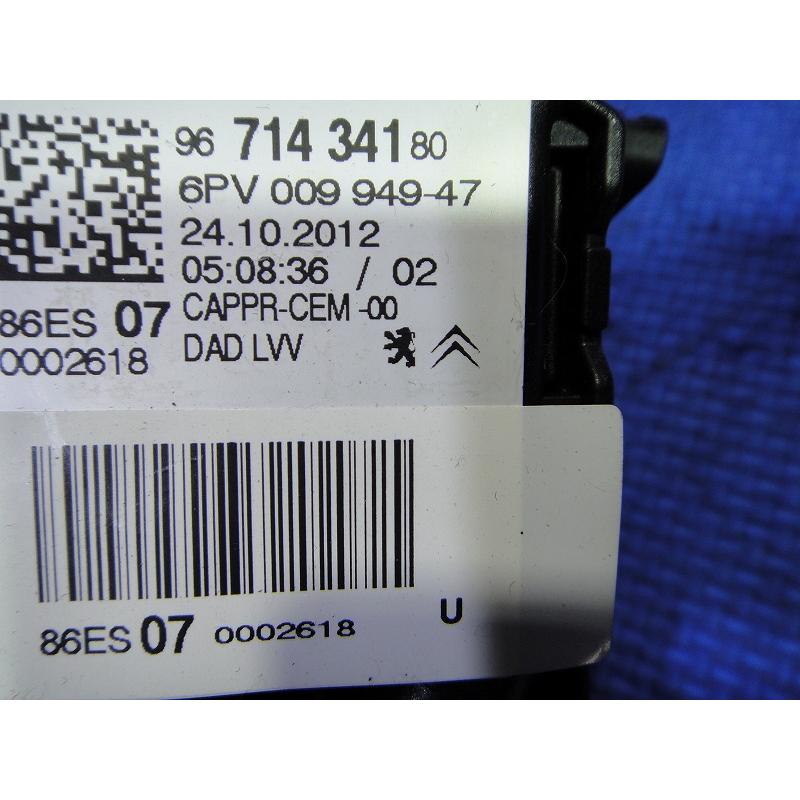 96 714 341 80
6PV 009 949-47
24.10.2012
05:08:36 / 02
CAPPR-CEM -00
DAD LVV
86ES 07
0002618
86ES 07 0002618 U